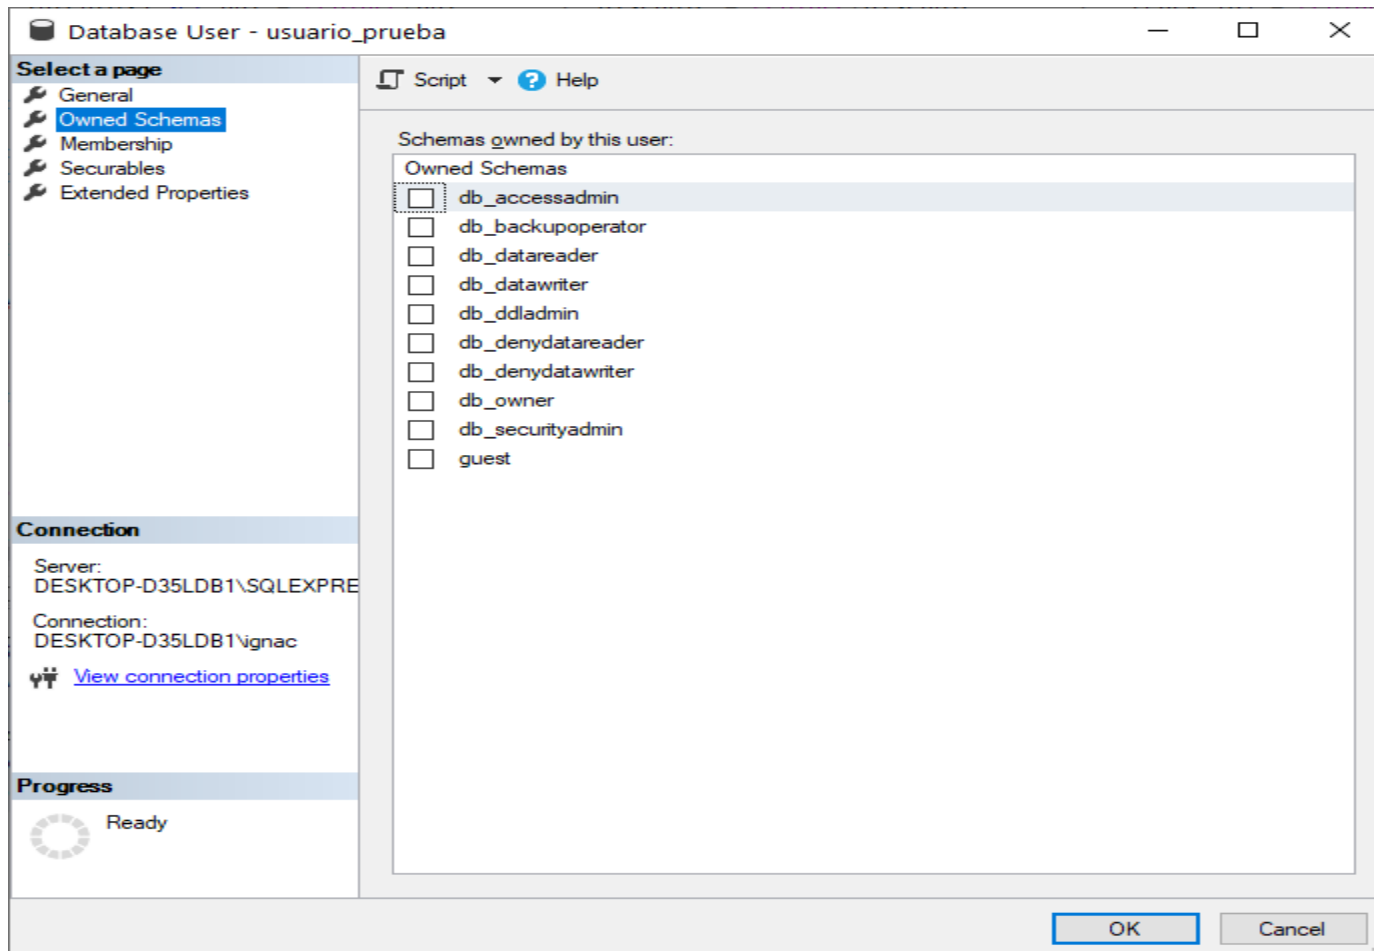 Database User - usuario_prueba
Select a page
General
Owned Schemas
Membership
Securables
Extended Properties
Script
Help
Schemas owned by this user:
Owned Schemas
db_accessadmin
db_backupoperator
db_datareader
db_datawriter
db_ddladmin
db_denydatareader
db_denydatawriter
db_owner
db_securityadmin
guest
Connection
Server:
DESKTOP-D35LDB1\SQLEXPRE
Connection:
DESKTOP-D35LDB1\ignac
View connection properties
Progress
Ready
OK
Cancel